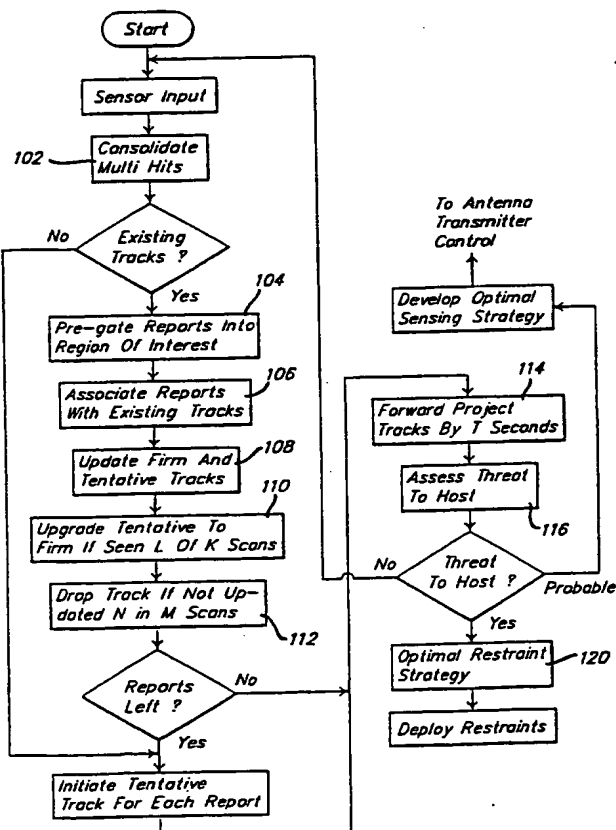 Start
Sensor Input
102
Consolidate
Multi Hits
No
Existing
Tracks ?
Yes
104
Pre-gate Reports Into
Region Of Interest
106
Associate Reports
With Existing Tracks
Update Firm And
Tentative Tracks
108
110
Upgrade Tentative To
Firm If Seen L Of K Scans
Drop Track If Not Up-
dated N in M Scans
112
Reports
Left ?
No
Yes
Initiate Tentative
Track For Each Report
To Antenna
Transmitter
Control
Develop Optimal
Sensing Strategy
114
Forward Project
Tracks By T Seconds
Assess Threat
To Host
116
No
Threat
To Host ?
Probable
Yes
Optimal Restraint
Strategy
120
Deploy Restraints